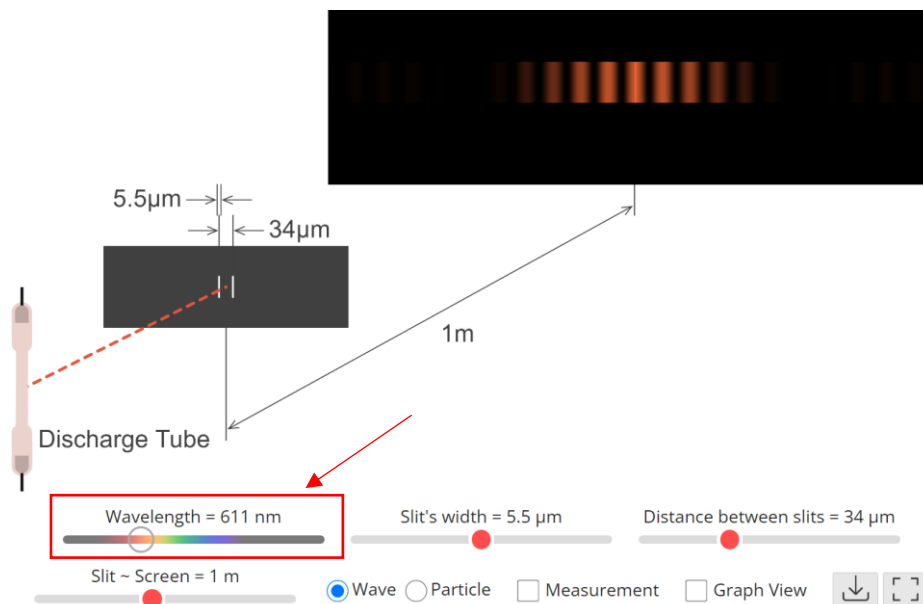 5.5μm
34μm
1m
Discharge Tube
Wavelength = 611 nm
Slit's width = 5.5 μm
Distance between slits = 34 μm
Slit ~ Screen = 1 m
Wave
Particle
Measurement
Graph View